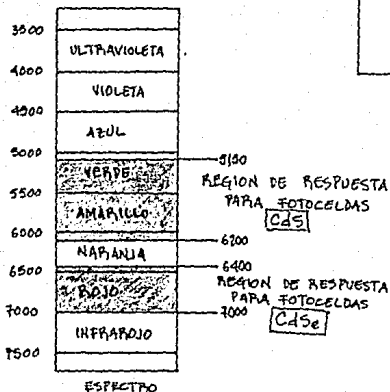 3500
ULTRAVIOLETA
4000
VIOLETA
4500
AZUL
5000
5150
VERDE
REGION DE RESPUESTA
PARA FOTOCELDAS
CdS
5500
AMARILLO
6000
6200
NARANJA
6400
6500
ROJO
REGION DE RESPUESTA
PARA FOTOCELDAS
CdSe
7000
7000
INFRAROJO
7500
ESPECTRO